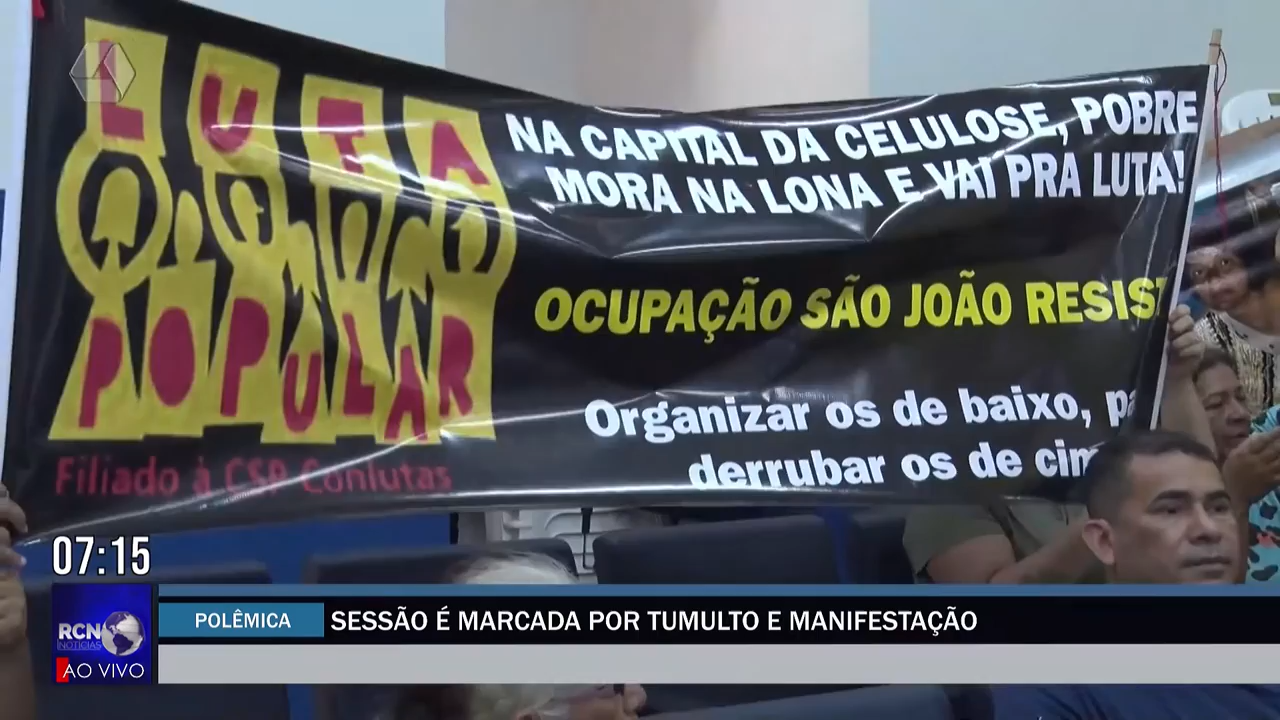 LUTA
POPULAR
Filiado à CSP Conlutas
NA CAPITAL DA CELULOSE, POBRE
MORA NA LONA E VAI PRA LUTA!
OCUPAÇÃO SÃO JOÃO
Organizar os de baixo,
derrubar os de
07:15
RCN
NOTÍCIAS
AO VIVO
POLÊMICA
SESSÃO É MARCADA POR TUMULTO E MANIFESTAÇÃO